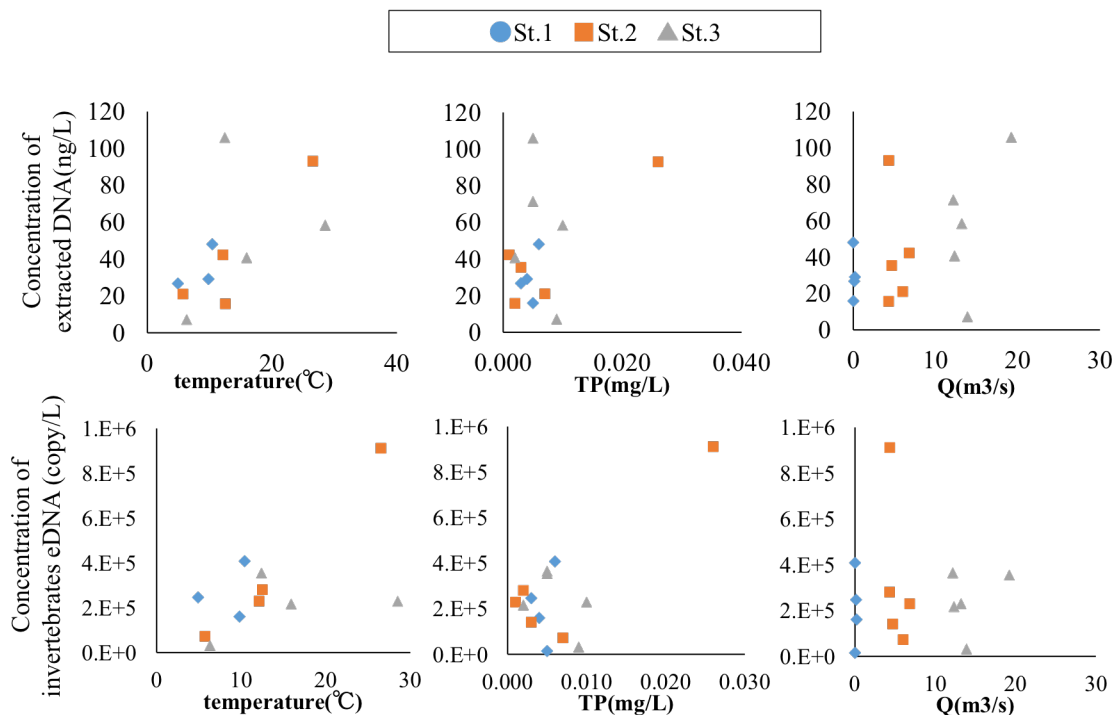 St.1 St.2 St.3
Concentration of
extracted DNA(ng/L)
120
100
80
60
40
20
0
0 20 40
temperature(℃)
120
100
80
60
40
20
0
0.000 0.020 0.040
TP(mg/L)
120
100
80
60
40
20
0
0 10 20 30
Q(m3/s)
Concentration of
invertebrates eDNA (copy/L)
1.E+6
8.E+5
6.E+5
4.E+5
2.E+5
0.E+0
0 10 20 30
temperature(℃)
1.E+6
8.E+5
6.E+5
4.E+5
2.E+5
0.E+0
0.000 0.010 0.020 0.030
TP(mg/L)
1.E+6
8.E+5
6.E+5
4.E+5
2.E+5
0.E+0
0 10 20 30
Q(m3/s)